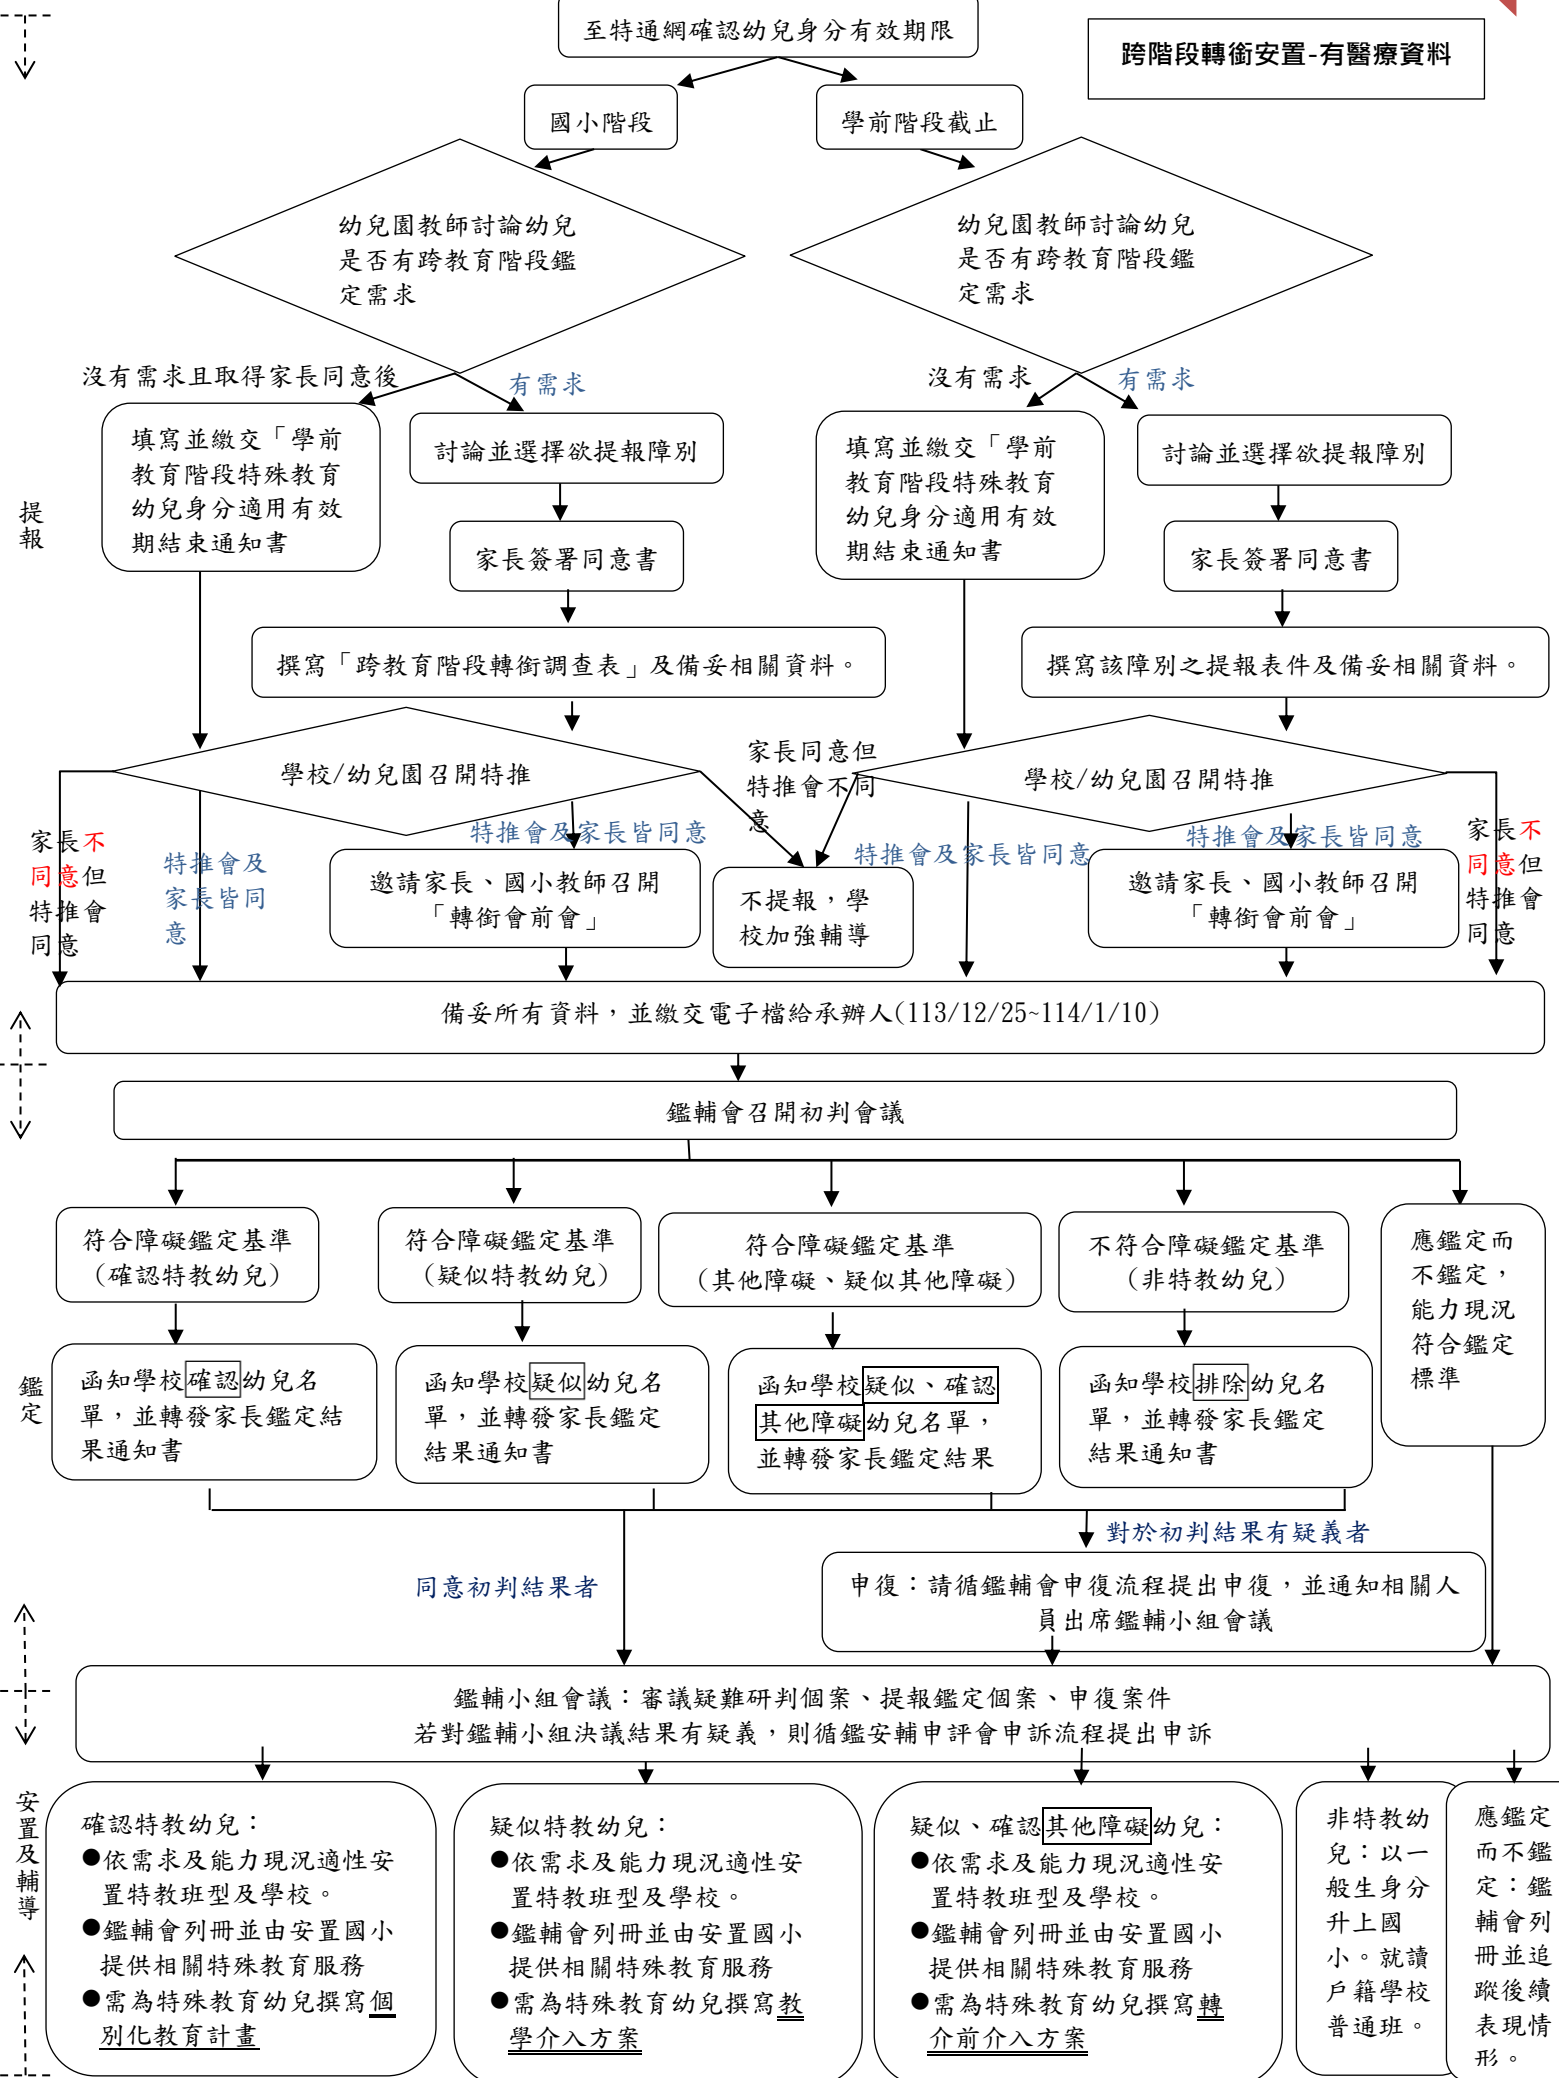 至特通網確認幼兒身分有效期限
跨階段轉銜安置-有醫療資料
國小階段
學前階段截止
幼兒園教師討論幼兒
是否有跨教育階段鑑
定需求
幼兒園教師討論幼兒
是否有跨教育階段鑑
定需求
沒有需求且取得家長同意後
有需求
沒有需求
有需求
填寫並繳交「學前
教育階段特殊教育
幼兒身分適用有效
期結束通知書
討論並選擇欲提報障別
填寫並繳交「學前
教育階段特殊教育
幼兒身分適用有效
期結束通知書
討論並選擇欲提報障別
提報
家長簽署同意書
家長簽署同意書
撰寫「跨教育階段轉銜調查表」及備妥相關資料。
撰寫該障別之提報表件及備妥相關資料。
學校/幼兒園召開特推
家長同意但
特推會不同
意
學校/幼兒園召開特推
家長不
同意但
特推會
同意
特推會及
家長皆同
意
特推會及家長皆同意
特推會及家長皆同意
特推會及家長皆同意
家長不
同意但
特推會
同意
邀請家長、國小教師召開
「轉銜會前會」
不提報，學
校加強輔導
邀請家長、國小教師召開
「轉銜會前會」
備妥所有資料，並繳交電子檔給承辦人(113/12/25~114/1/10)
鑑輔會召開初判會議
符合障礙鑑定基準
(確認特教幼兒)
符合障礙鑑定基準
(疑似特教幼兒)
符合障礙鑑定基準
(其他障礙、疑似其他障礙)
不符合障礙鑑定基準
(非特教幼兒)
應鑑定而
不鑑定，
能力現況
符合鑑定
標準
鑑定
函知學校確認幼兒名
單，並轉發家長鑑定結
果通知書
函知學校疑似幼兒名
單，並轉發家長鑑定
結果通知書
函知學校疑似、確認
其他障礙幼兒名單，
並轉發家長鑑定結果
函知學校排除幼兒名
單，並轉發家長鑑定
結果通知書
對於初判結果有疑義者
同意初判結果者
申復：請循鑑輔會申復流程提出申復，並通知相關人
員出席鑑輔小組會議
鑑輔小組會議：審議疑難研判個案、提報鑑定個案、申復案件
若對鑑輔小組決議結果有疑義，則循鑑安輔申評會申訴流程提出申訴
安置及輔導
確認特教幼兒：
●依需求及能力現況適性安
置特教班型及學校。
●鑑輔會列冊並由安置國小
提供相關特殊教育服務
●需為特殊教育幼兒撰寫個
別化教育計畫
疑似特教幼兒：
●依需求及能力現況適性安
置特教班型及學校。
●鑑輔會列冊並由安置國小
提供相關特殊教育服務
●需為特殊教育幼兒撰寫教
學介入方案
疑似、確認其他障礙幼兒：
●依需求及能力現況適性安
置特教班型及學校。
●鑑輔會列冊並由安置國小
提供相關特殊教育服務
●需為特殊教育幼兒撰寫轉
介前介入方案
非特教幼
兒：以一
般生身分
升上國
小。就讀
戶籍學校
普通班。
應鑑定
而不鑑
定：鑑
輔會列
冊並追
蹤後續
表現情
形。